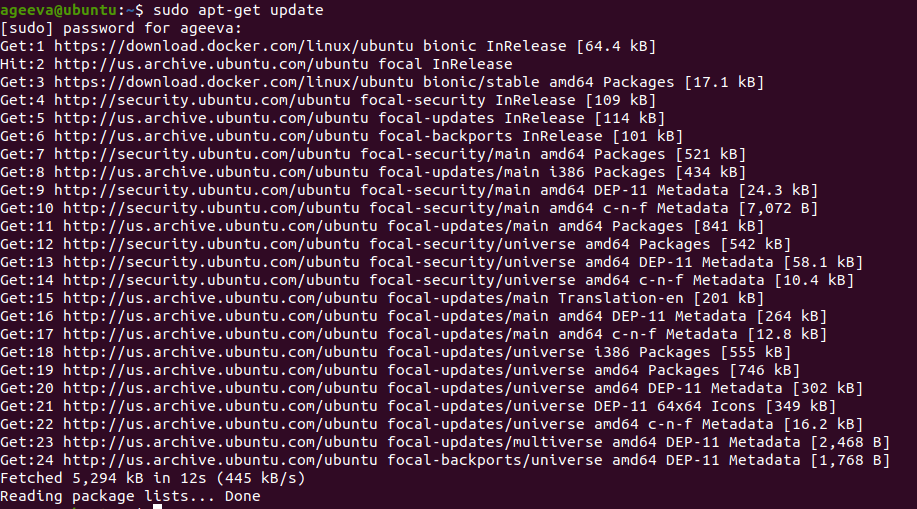 ageeva@ubuntu:~$ sudo apt-get update
[sudo] password for ageeva:
Get:1 https://download.docker.com/linux/ubuntu bionic InRelease [64.4 kB]
Hit:2 http://us.archive.ubuntu.com/ubuntu focal InRelease
Get:3 https://download.docker.com/linux/ubuntu bionic/stable amd64 Packages [17.1 kB]
Get:4 http://security.ubuntu.com/ubuntu focal-security InRelease [109 kB]
Get:5 http://us.archive.ubuntu.com/ubuntu focal-updates InRelease [114 kB]
Get:6 http://us.archive.ubuntu.com/ubuntu focal-backports InRelease [101 kB]
Get:7 http://security.ubuntu.com/ubuntu focal-security/main amd64 Packages [521 kB]
Get:8 http://us.archive.ubuntu.com/ubuntu focal-updates/main i386 Packages [434 kB]
Get:9 http://security.ubuntu.com/ubuntu focal-security/main amd64 DEP-11 Metadata [24.3 kB]
Get:10 http://security.ubuntu.com/ubuntu focal-security/main amd64 c-n-f Metadata [7,072 B]
Get:11 http://us.archive.ubuntu.com/ubuntu focal-updates/main amd64 Packages [841 kB]
Get:12 http://security.ubuntu.com/ubuntu focal-security/universe amd64 Packages [542 kB]
Get:13 http://security.ubuntu.com/ubuntu focal-security/universe amd64 DEP-11 Metadata [58.1 kB]
Get:14 http://security.ubuntu.com/ubuntu focal-security/universe amd64 c-n-f Metadata [10.4 kB]
Get:15 http://us.archive.ubuntu.com/ubuntu focal-updates/main Translation-en [201 kB]
Get:16 http://us.archive.ubuntu.com/ubuntu focal-updates/main amd64 DEP-11 Metadata [264 kB]
Get:17 http://us.archive.ubuntu.com/ubuntu focal-updates/main amd64 c-n-f Metadata [12.8 kB]
Get:18 http://us.archive.ubuntu.com/ubuntu focal-updates/universe i386 Packages [555 kB]
Get:19 http://us.archive.ubuntu.com/ubuntu focal-updates/universe amd64 Packages [746 kB]
Get:20 http://us.archive.ubuntu.com/ubuntu focal-updates/universe amd64 DEP-11 Metadata [302 kB]
Get:21 http://us.archive.ubuntu.com/ubuntu focal-updates/universe DEP-11 64x64 Icons [349 kB]
Get:22 http://us.archive.ubuntu.com/ubuntu focal-updates/universe amd64 c-n-f Metadata [16.2 kB]
Get:23 http://us.archive.ubuntu.com/ubuntu focal-updates/multiverse amd64 DEP-11 Metadata [2,468 B]
Get:24 http://us.archive.ubuntu.com/ubuntu focal-backports/universe amd64 DEP-11 Metadata [1,768 B]
Fetched 5,294 kB in 12s (445 kB/s)
Reading package lists... Done